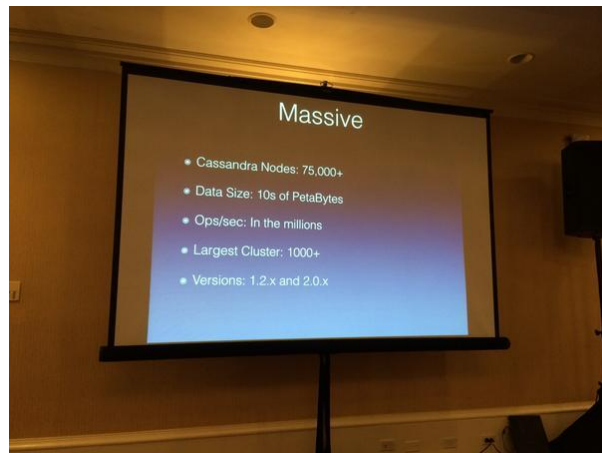 Massive
Cassandra Nodes: 75,000+
Data Size: 10s of PetaBytes
Ops/sec: In the millions
Largest Cluster: 1000+
Versions: 1.2.x and 2.0.x